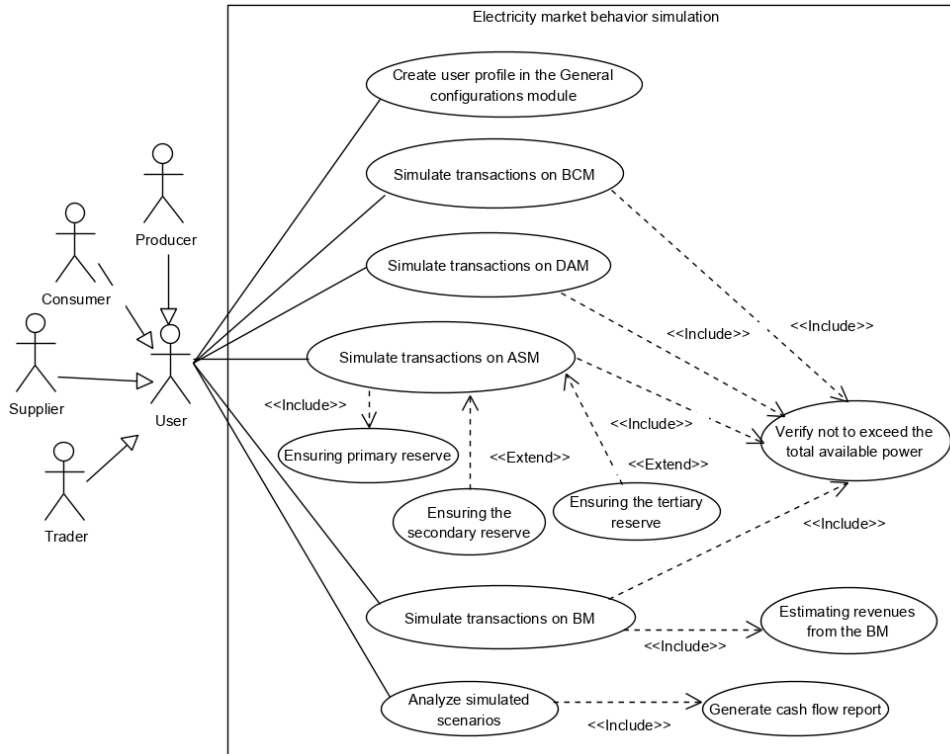 Electricity market behavior simulation
Create user profile in the General
configurations module
Simulate transactions on BCM
Producer
Simulate transactions on DAM
Consumer
<<Include>>
<<Include>>
Simulate transactions on ASM
Supplier
User
<<Include>>
<<Include>>
Verify not to exceed the
total available power
Ensuring primary reserve
<<Extend>>
<<Extend>>
Ensuring the
secondary reserve
Ensuring the tertiary
reserve
Trader
<<Include>>
Simulate transactions on BM
Estimating revenues
from the BM
<<Include>>
Analyze simulated
scenarios
<<Include>>
Generate cash flow report